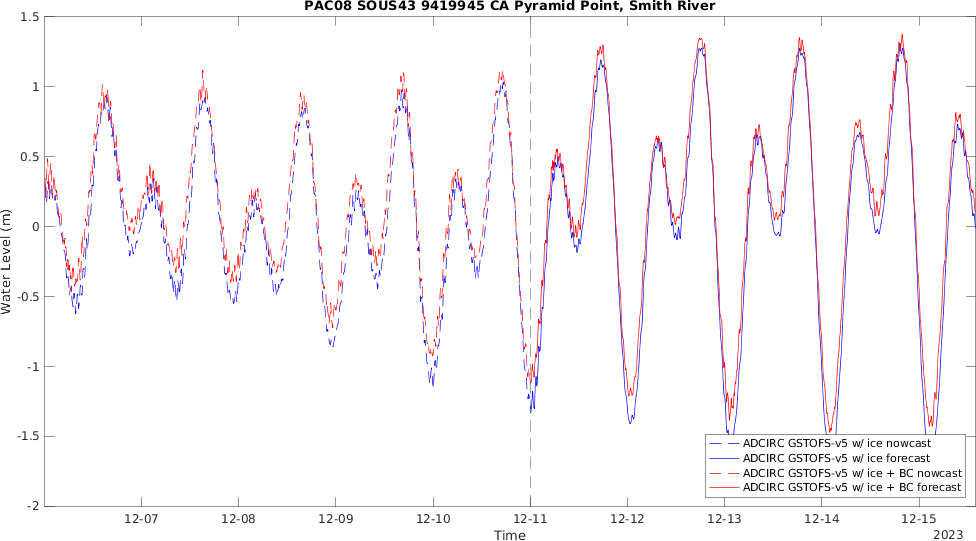 PAC08 SOUS43 9419945 CA Pyramid Point, Smith River
1.5
1
0.5
0
-0.5
-1
-1.5
-2
Water Level (m)
ADCIRC GSTOFS-v5 w/ ice nowcast
ADCIRC GSTOFS-v5 w/ ice forecast
ADCIRC GSTOFS-v5 w/ ice + BC nowcast
ADCIRC GSTOFS-v5 w/ ice + BC forecast
12-07 12-08 12-09 12-10 12-11 12-12 12-13 12-14 12-15
Time
2023